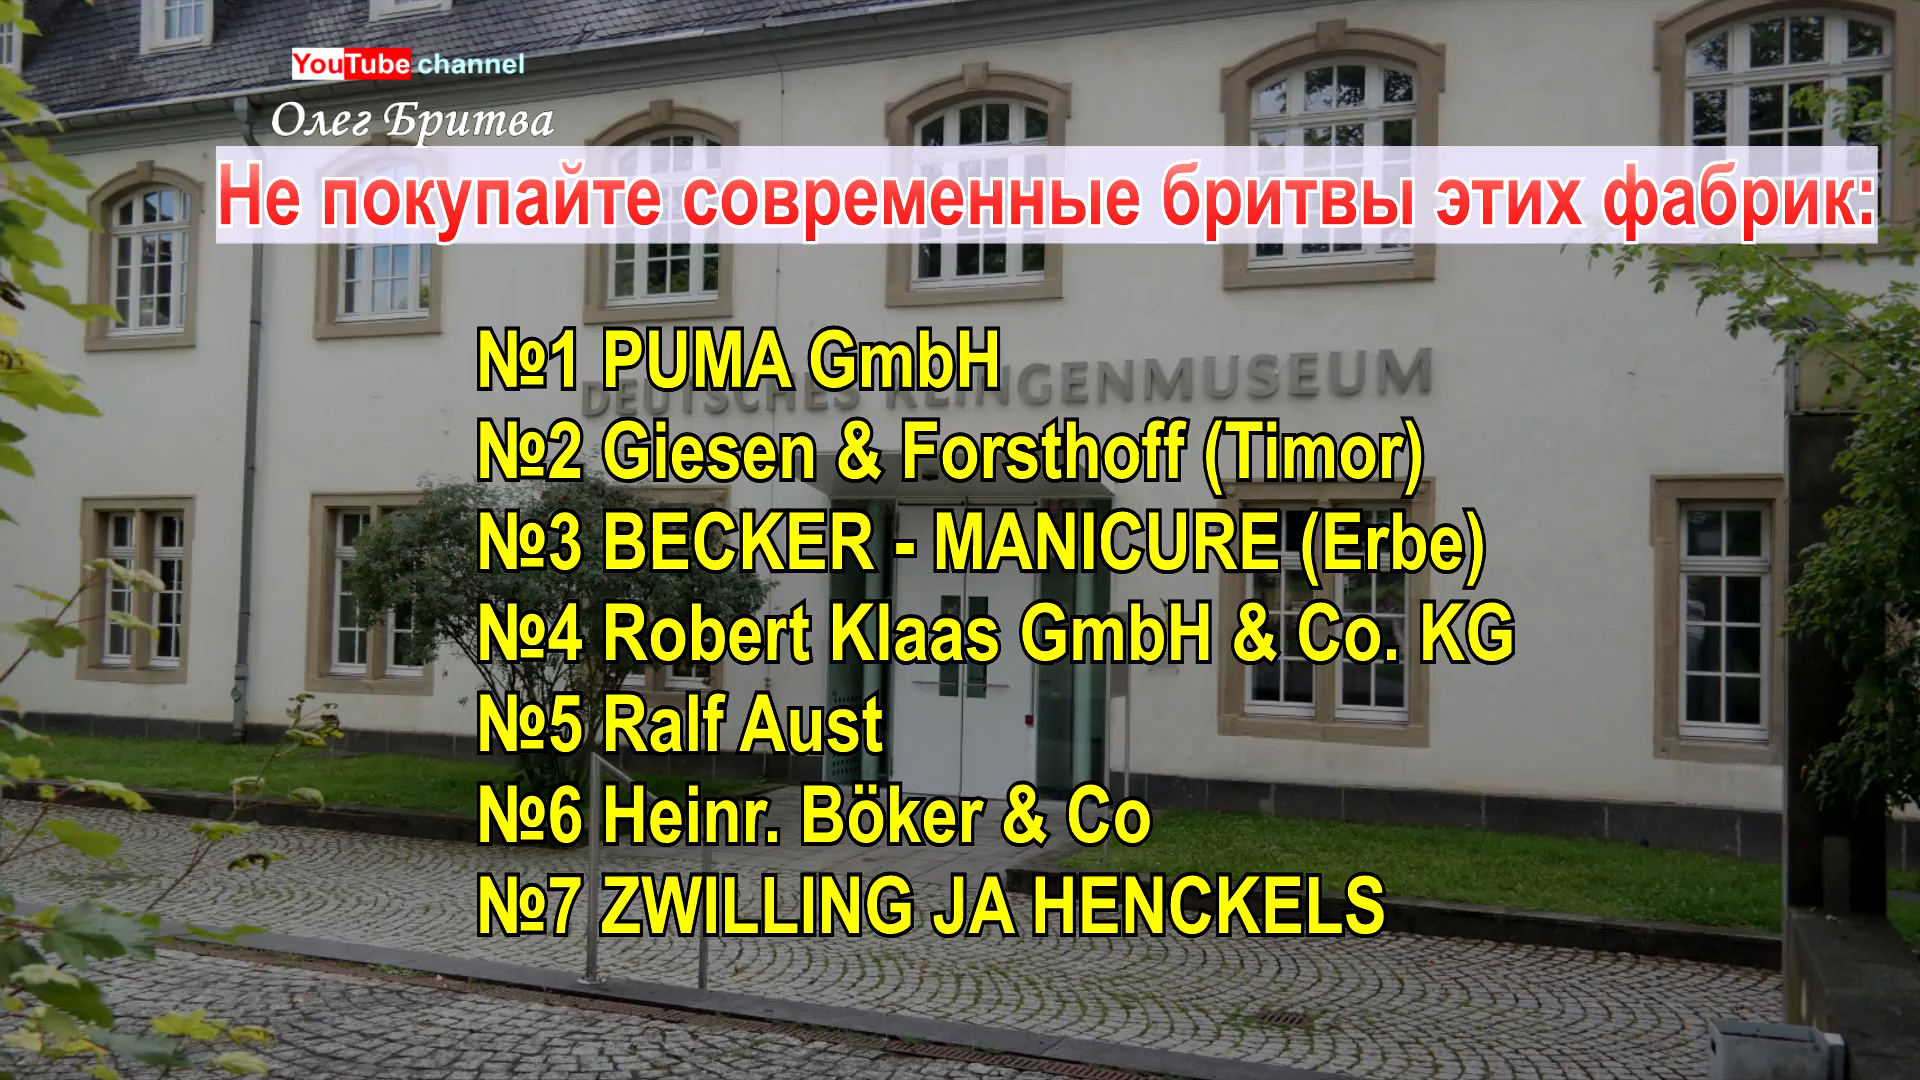 YouTube channel
Олег Бритва
Не покупайте современные бритвы этих фабрик:
№1 PUMA GmbH
DEUTSCHES KLINGENMUSEUM
№2 Giesen & Forsthoff (Timor)
№3 BECKER - MANICURE (Erbe)
№4 Robert Klaas GmbH & Co. KG
№5 Ralf Aust
№6 Heinr. Böker & Co
№7 ZWILLING JA HENCKELS